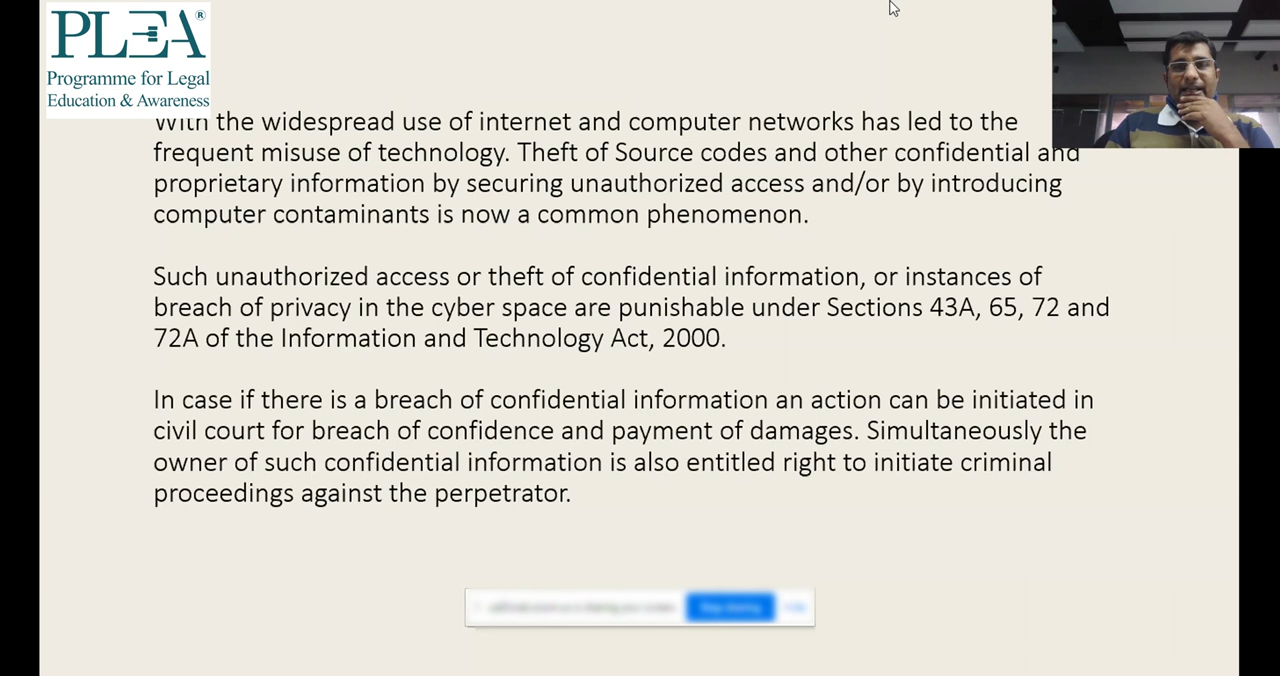 PLEA®
Programme for Legal
Education & Awareness
With the widespread use of internet and computer networks has led to the
frequent misuse of technology. Theft of Source codes and other confidential and
proprietary information by securing unauthorized access and/or by introducing
computer contaminants is now a common phenomenon.
Such unauthorized access or theft of confidential information, or instances of
breach of privacy in the cyber space are punishable under Sections 43A, 65, 72 and
72A of the Information and Technology Act, 2000.
In case if there is a breach of confidential information an action can be initiated in
civil court for breach of confidence and payment of damages. Simultaneously the
owner of such confidential information is also entitled right to initiate criminal
proceedings against the perpetrator.